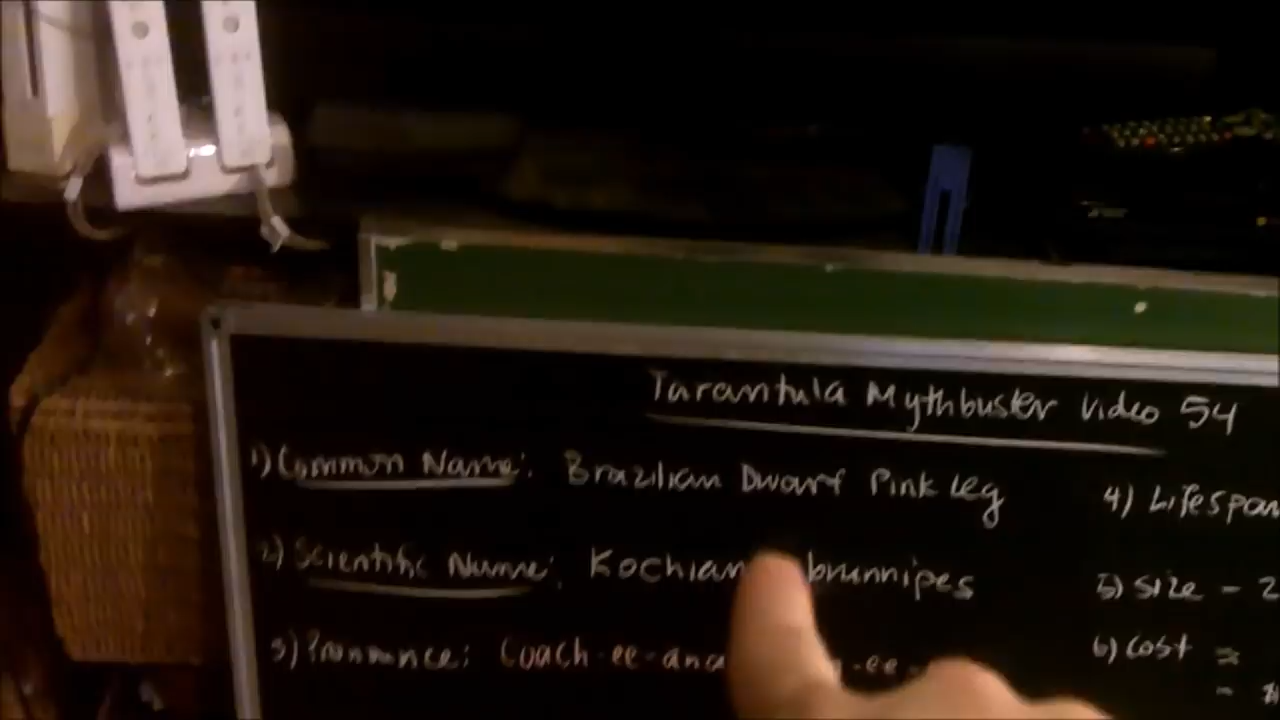 Tarantula Mythbuster Video 54
1) Common Name: Brazilian Dwarf Pink Leg
2) Scientific Name: Kochian brunnipes
3) Pronounce: Coach-ee-ana -ee-
4) Lifespan
5) Size - 2
6) Cost